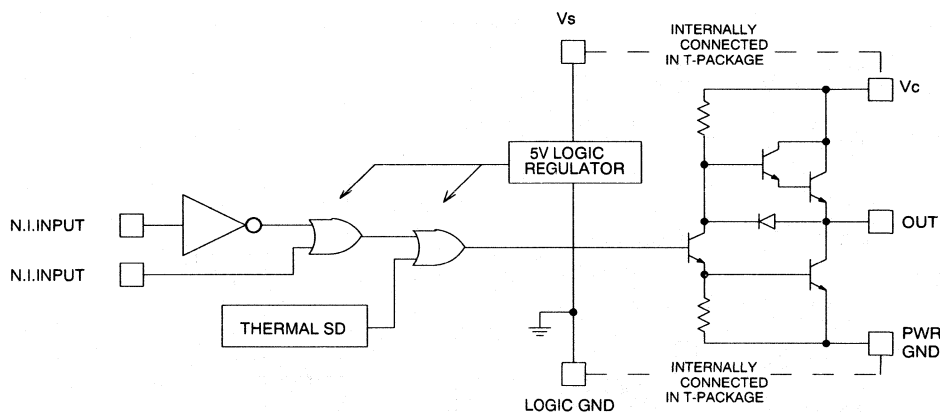 Vs
INTERNALLY
CONNECTED
IN T-PACKAGE
Vc
5V LOGIC
REGULATOR
N.I.INPUT
OUT
N.I.INPUT
THERMAL SD
PWR
GND
INTERNALLY
CONNECTED
IN T-PACKAGE
LOGIC GND